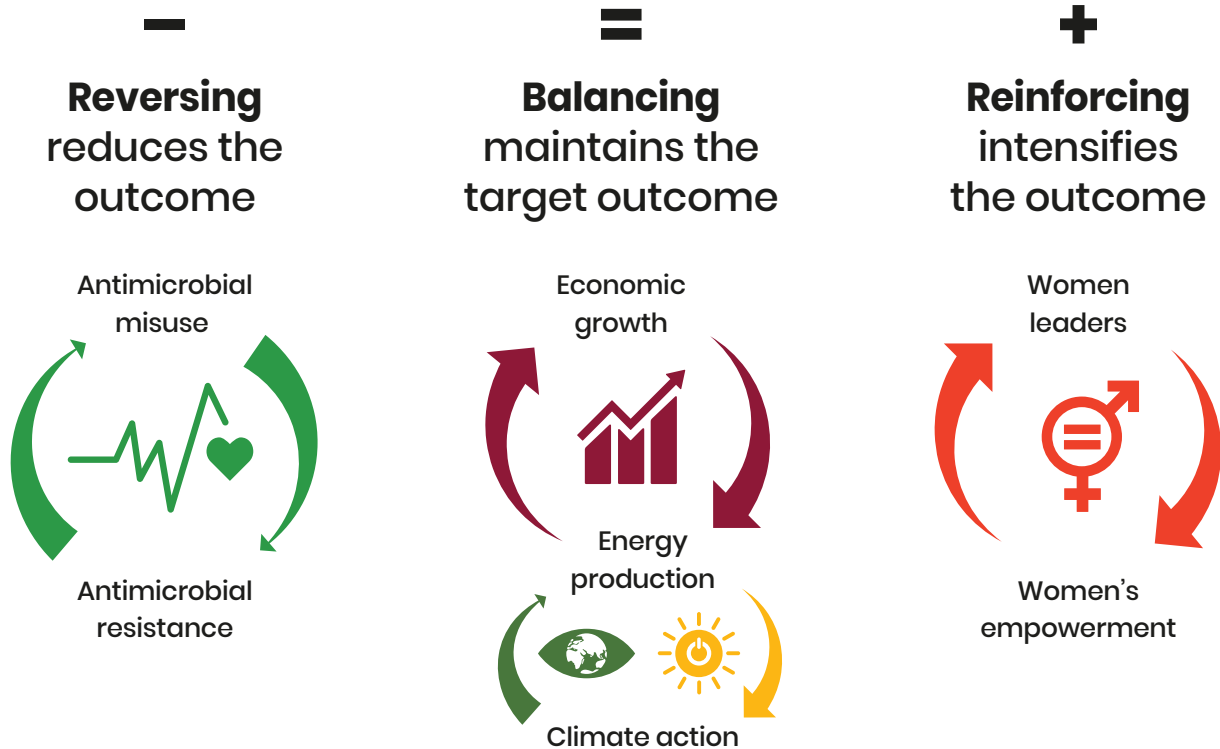 −
Reversing
reduces the
outcome
Antimicrobial
misuse
Antimicrobial
resistance
=
Balancing
maintains the
target outcome
Economic
growth
Energy
production
Climate action
+
Reinforcing
intensifies
the outcome
Women
leaders
=
Women’s
empowerment